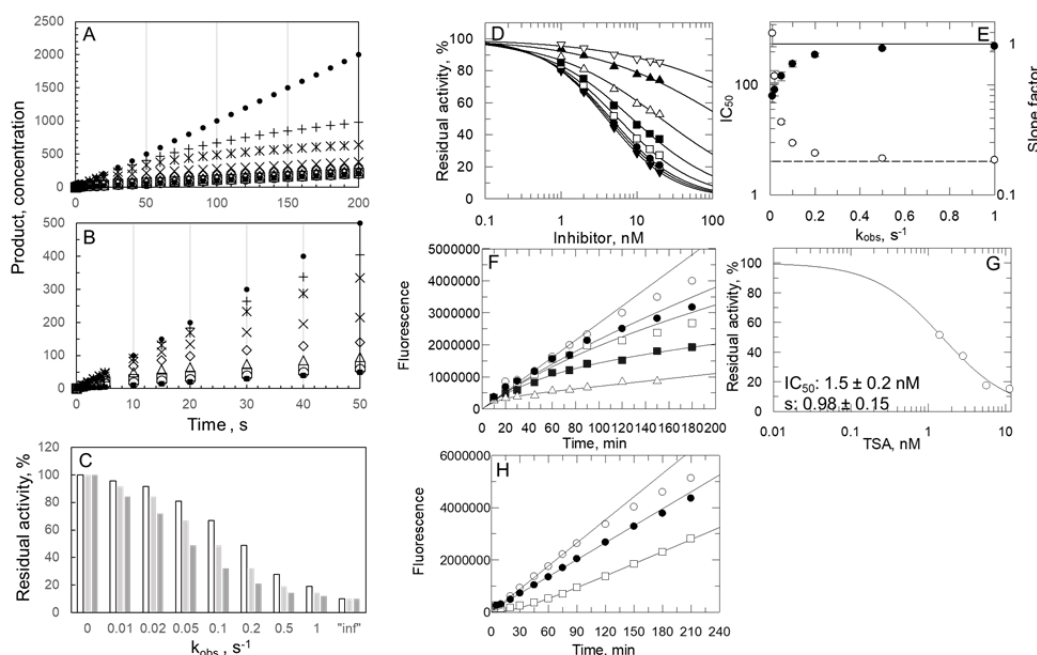 A
Product, concentration
2500
2000
1500
1000
500
0
0 50 100 150 200
B
500
400
300
200
100
0
0 10 20 30 40 50
Time , s
C
Residual activity, %
120
100
80
60
40
20
0
0 0.01 0.02 0.05 0.1 0.2 0.5 1 "inf"
kobs , s-1
D
Residual activity, %
100
80
60
40
20
0
0.1 1 10 100
Inhibitor, nM
E
IC50
100
1
Slope factor
1
0.1
0 0.2 0.4 0.6 0.8 1
kobs, s-1
F
Fluorescence
5000000
4000000
3000000
2000000
1000000
0
0 20 40 60 80 100 120 140 160 180 200
Time, min
G
Residual activity, %
100
80
60
40
20
0
IC50: 1.5 ± 0.2 nM
s: 0.98 ± 0.15
0.01 0.1 1 10
TSA, nM
H
Fluorescence
6000000
4000000
2000000
0
0 30 60 90 120 150 180 210 240
Time, min